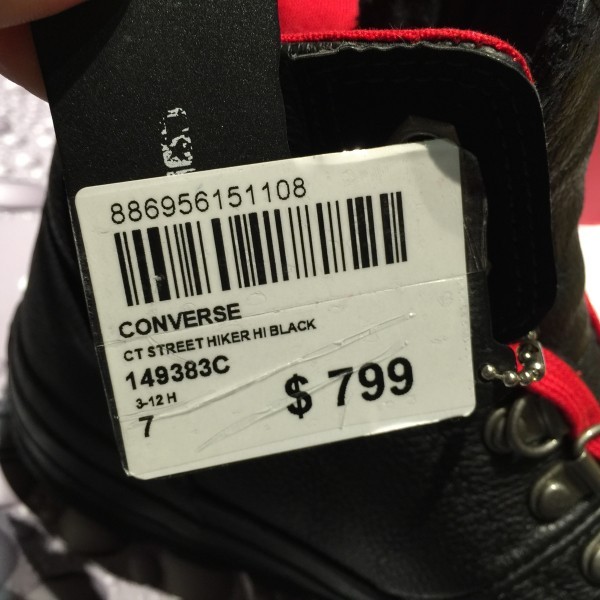 886956151108
CONVERSE
CT STREET HIKER HI BLACK
149383C
3-12 H
7
$ 799